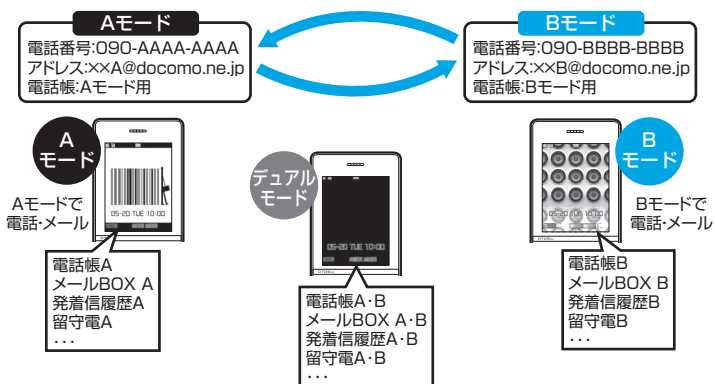 Aモード
電話番号:090-AAAA-AAAA
アドレス:××A@docomo.ne.jp
電話帳:Aモード用
Bモード
電話番号:090-BBBB-BBBB
アドレス:××B@docomo.ne.jp
電話帳:Bモード用
A
モード
Aモードで
電話・メール
05-20 TUE 10:00
電話帳A
メールBOX A
発着信履歴A
留守電A
・・・
デュアル
モード
05-20 TUE 10:00
電話帳A・B
メールBOX A・B
発着信履歴A・B
留守電A・B
・・・
B
モード
Bモードで
電話・メール
05-20 TUE 10:00
電話帳B
メールBOX B
発着信履歴B
留守電B
・・・